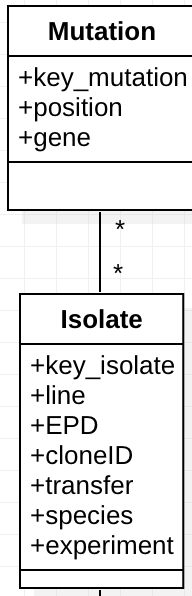 Mutation
+key_mutation
+position
+gene
*
*
Isolate
+key_isolate
+line
+EPD
+cloneID
+transfer
+species
+experiment